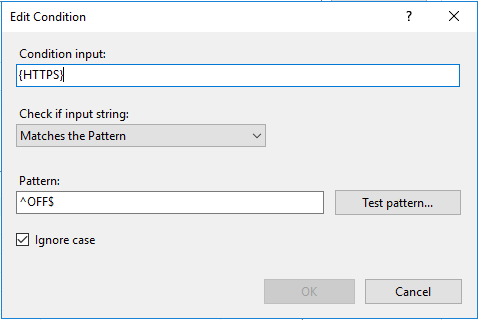 Edit Condition
?
Condition input:
{HTTPS}
Check if input string:
Matches the Pattern
Pattern:
^OFF$
Test pattern...
Ignore case
OK
Cancel